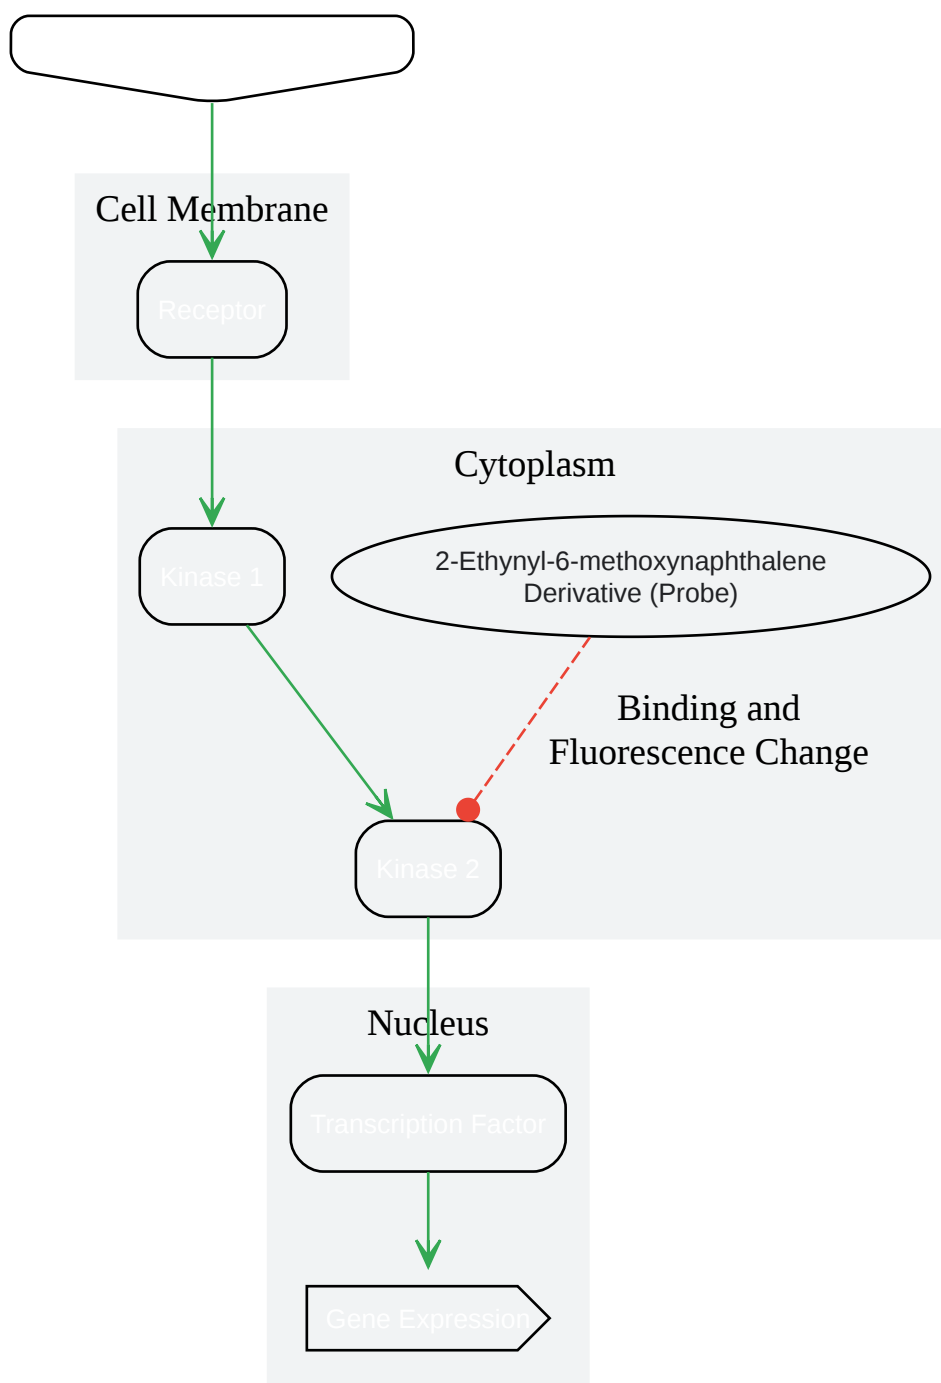 Cell Membrane
Receptor
Cytoplasm
Kinase 1
2-Ethynyl-6-methoxynaphthalene
Derivative (Probe)
Binding and
Fluorescence Change
Kinase 2
Nucleus
Transcription Factor
Gene Expression